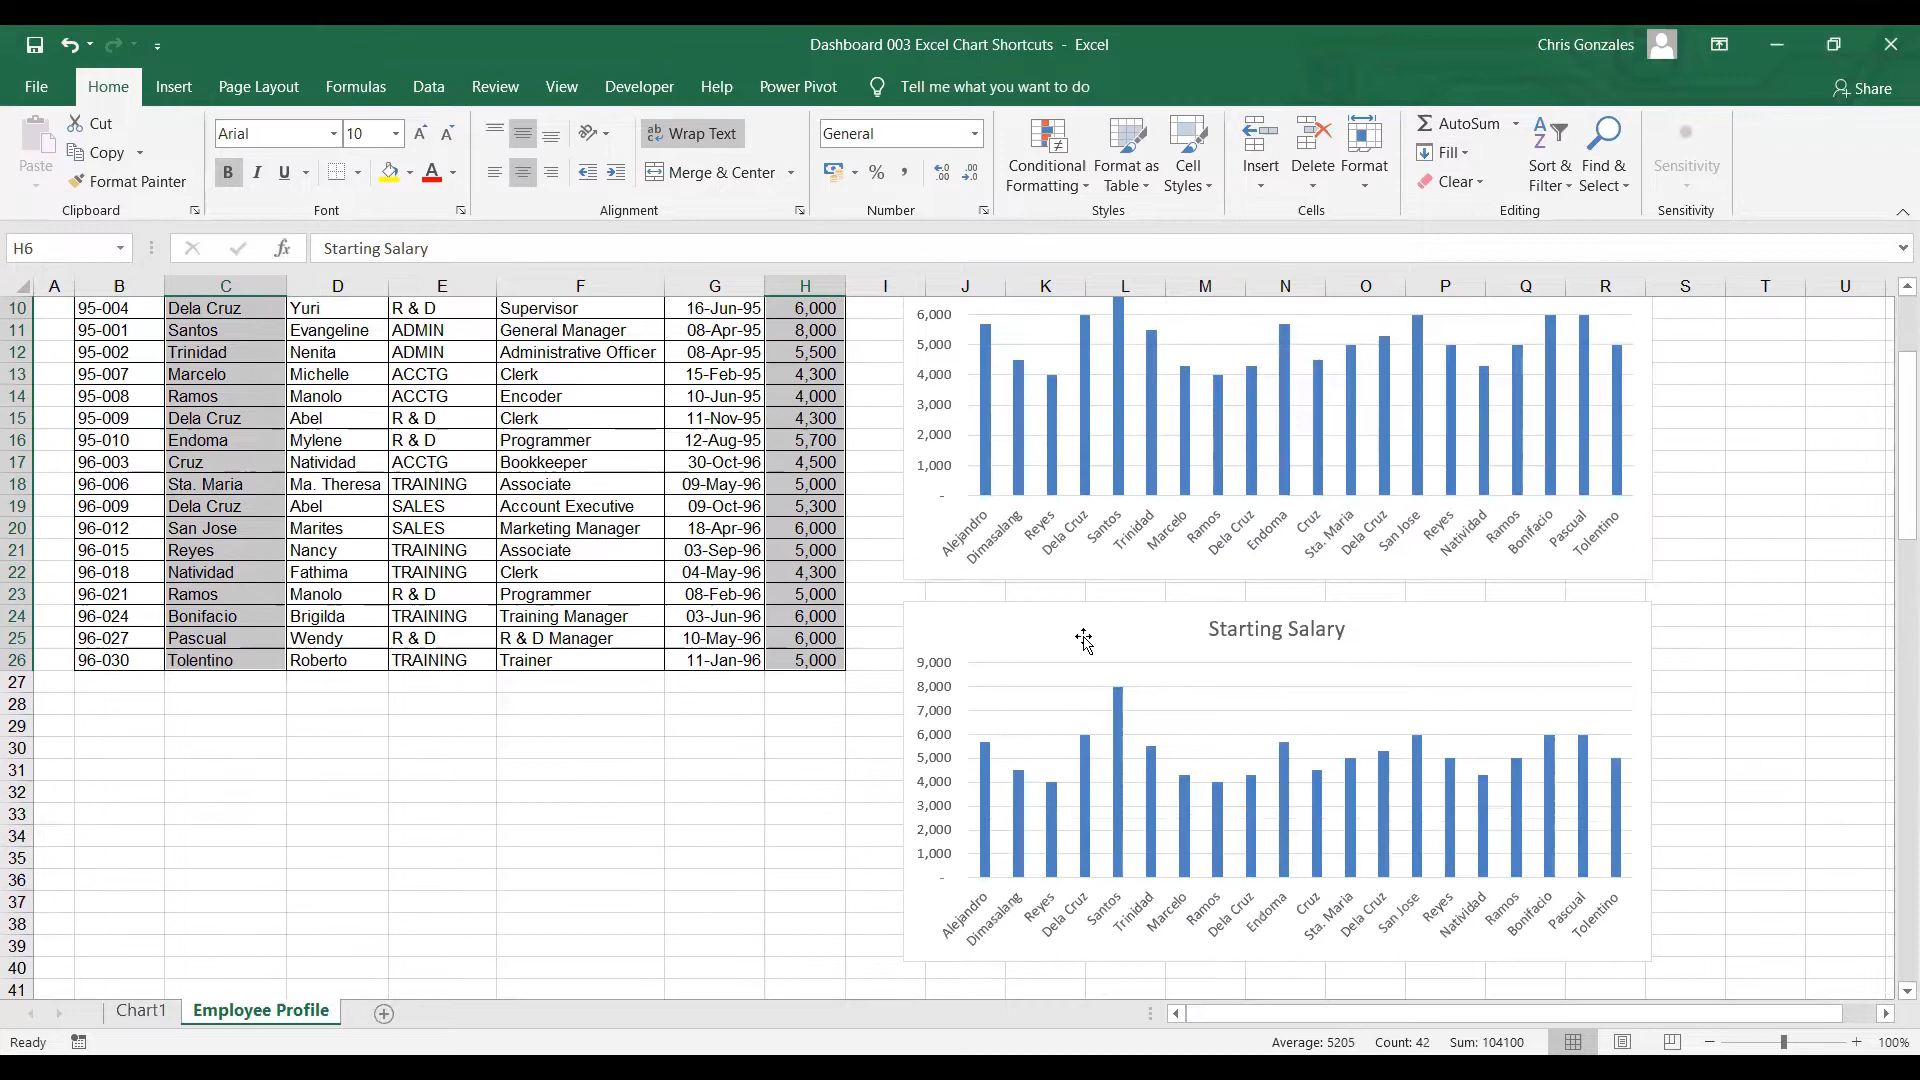 Dashboard 003 Excel Chart Shortcuts - Excel
Chris Gonzales
File Home Insert Page Layout Formulas Data Review View Developer Help Power Pivot Tell me what you want to do Share
Paste Cut Copy Format Painter
Arial 10 A A
B I U A
ab Wrap Text
Merge & Center
General
% ,
Conditional Formatting Format as Table Cell Styles
Insert Delete Format
AutoSum Fill Clear
Sort & Filter Find & Select
Sensitivity
Clipboard Font Alignment Number Styles Cells Editing Sensitivity
H6 fx Starting Salary
A B C D E F G H I J K L M N O P Q R S T U
10 95-004 Dela Cruz Yuri R & D Supervisor 16-Jun-95 6,000
11 95-001 Santos Evangeline ADMIN General Manager 08-Apr-95 8,000
12 95-002 Trinidad Nenita ADMIN Administrative Officer 08-Apr-95 5,500
13 95-007 Marcelo Michelle ACCTG Clerk 15-Feb-95 4,300
14 95-008 Ramos Manolo ACCTG Encoder 10-Jun-95 4,000
15 95-009 Dela Cruz Abel R & D Clerk 11-Nov-95 4,300
16 95-010 Endoma Mylene R & D Programmer 12-Aug-95 5,700
17 96-003 Cruz Natividad ACCTG Bookkeeper 30-Oct-96 4,500
18 96-006 Sta. Maria Ma. Theresa TRAINING Associate 09-May-96 5,000
19 96-009 Dela Cruz Abel SALES Account Executive 09-Oct-96 5,300
20 96-012 San Jose Marites SALES Marketing Manager 18-Apr-96 6,000
21 96-015 Reyes Nancy TRAINING Associate 03-Sep-96 5,000
22 96-018 Natividad Fathima TRAINING Clerk 04-May-96 4,300
23 96-021 Ramos Manolo R & D Programmer 08-Feb-96 5,000
24 96-024 Bonifacio Brigilda TRAINING Training Manager 03-Jun-96 6,000
25 96-027 Pascual Wendy R & D R & D Manager 10-May-96 6,000
26 96-030 Tolentino Roberto TRAINING Trainer 11-Jan-96 5,000
27
28
29
30
31
32
33
34
35
36
37
38
39
40
41
6,000
5,000
4,000
3,000
2,000
1,000
-
Alejandro Dimasalang Reyes Dela Cruz Santos Trinidad Marcelo Ramos Dela Cruz Endoma Cruz Sta. Maria Dela Cruz San Jose Reyes Natividad Ramos Bonifacio Pascual Tolentino
Starting Salary
9,000
8,000
7,000
6,000
5,000
4,000
3,000
2,000
1,000
-
Alejandro Dimasalang Reyes Dela Cruz Santos Trinidad Marcelo Ramos Dela Cruz Endoma Cruz Sta. Maria Dela Cruz San Jose Reyes Natividad Ramos Bonifacio Pascual Tolentino
Chart1 Employee Profile
Ready Average: 5205 Count: 42 Sum: 104100 100%